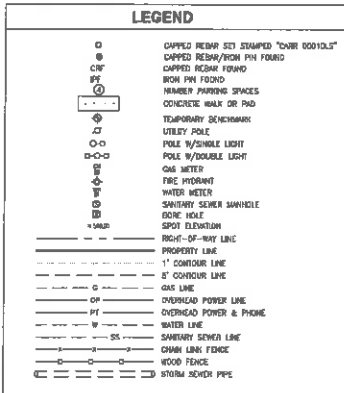 LEGEND
CAPPED REBAR SET STAMPED "CARR 00010LS"
CAPPED REBAR/IRON PIN FOUND
CRF CAPPED REBAR FOUND
IPF IRON PIN FOUND
NUMBER PARKING SPACES
CONCRETE WALK OR PAD
TEMPORARY BENCHMARK
UTILITY POLE
POLE W/SINGLE LIGHT
POLE W/DOUBLE LIGHT
GAS METER
FIRE HYDRANT
WATER METER
SANITARY SEWER MANHOLE
BORE HOLE
SPOT ELEVATION
RIGHT-OF-WAY LINE
PROPERTY LINE
1' CONTOUR LINE
5' CONTOUR LINE
G GAS LINE
OP OVERHEAD POWER LINE
PT OVERHEAD POWER & PHONE
W WATER LINE
SS SANITARY SEWER LINE
CHAIN LINK FENCE
WOOD FENCE
STORM SEWER PIPE